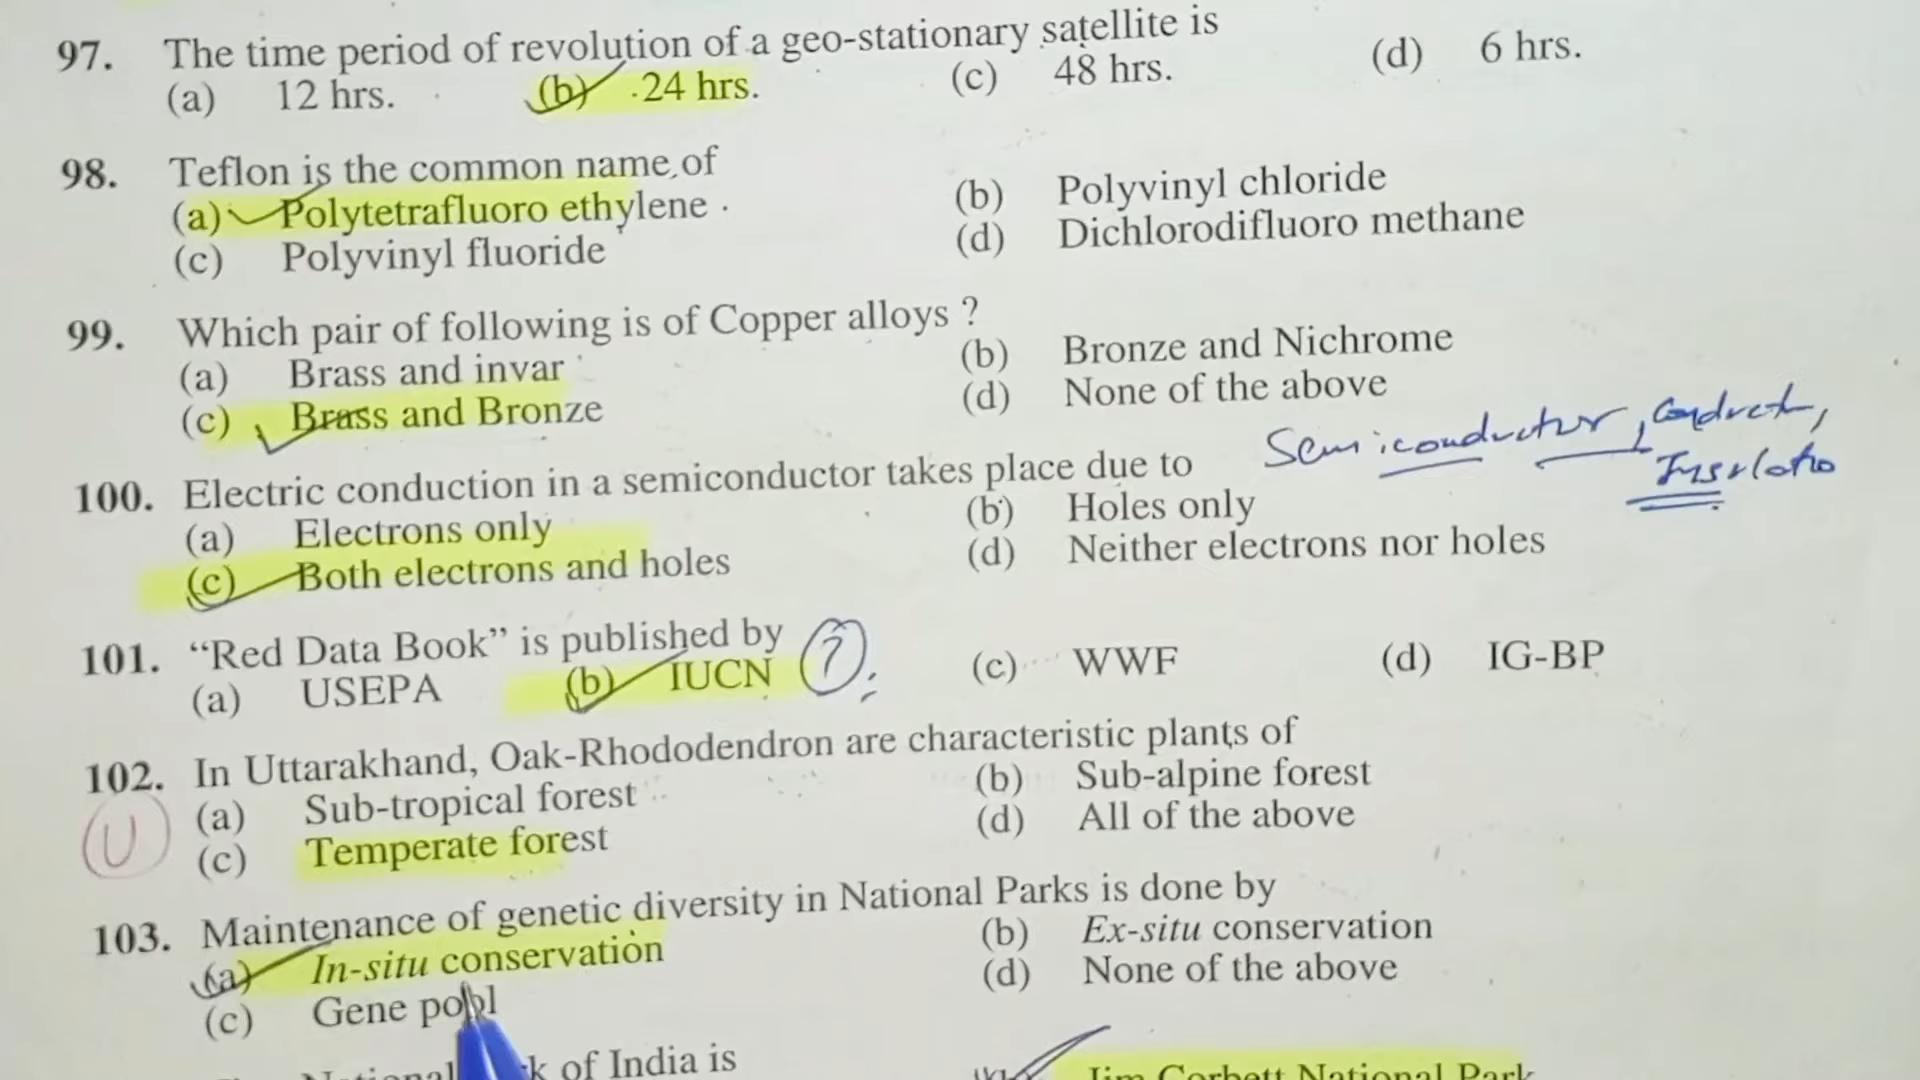 97. The time period of revolution of a geo-stationary satellite is
(a) 12 hrs. (b) 24 hrs. (c) 48 hrs. (d) 6 hrs.
98. Teflon is the common name of
(a) Polytetrafluoro ethylene (b) Polyvinyl chloride
(c) Polyvinyl fluoride (d) Dichlorodifluoro methane
99. Which pair of following is of Copper alloys ?
(a) Brass and invar (b) Bronze and Nichrome
(c) Brass and Bronze (d) None of the above
Semiconductor,
100. Electric conduction in a semiconductor takes place due to
(a) Electrons only (b) Holes only
(c) Both electrons and holes (d) Neither electrons nor holes
101. “Red Data Book” is published by ?
(a) USEPA (b) IUCN (c) WWF (d) IG-BP
102. In Uttarakhand, Oak-Rhododendron are characteristic plants of
(a) Sub-tropical forest (b) Sub-alpine forest
U
(c) Temperate forest (d) All of the above
103. Maintenance of genetic diversity in National Parks is done by
(a) In-situ conservation (b) Ex-situ conservation
(c) Gene pool (d) None of the above
of India is
Jim Corbett National Park